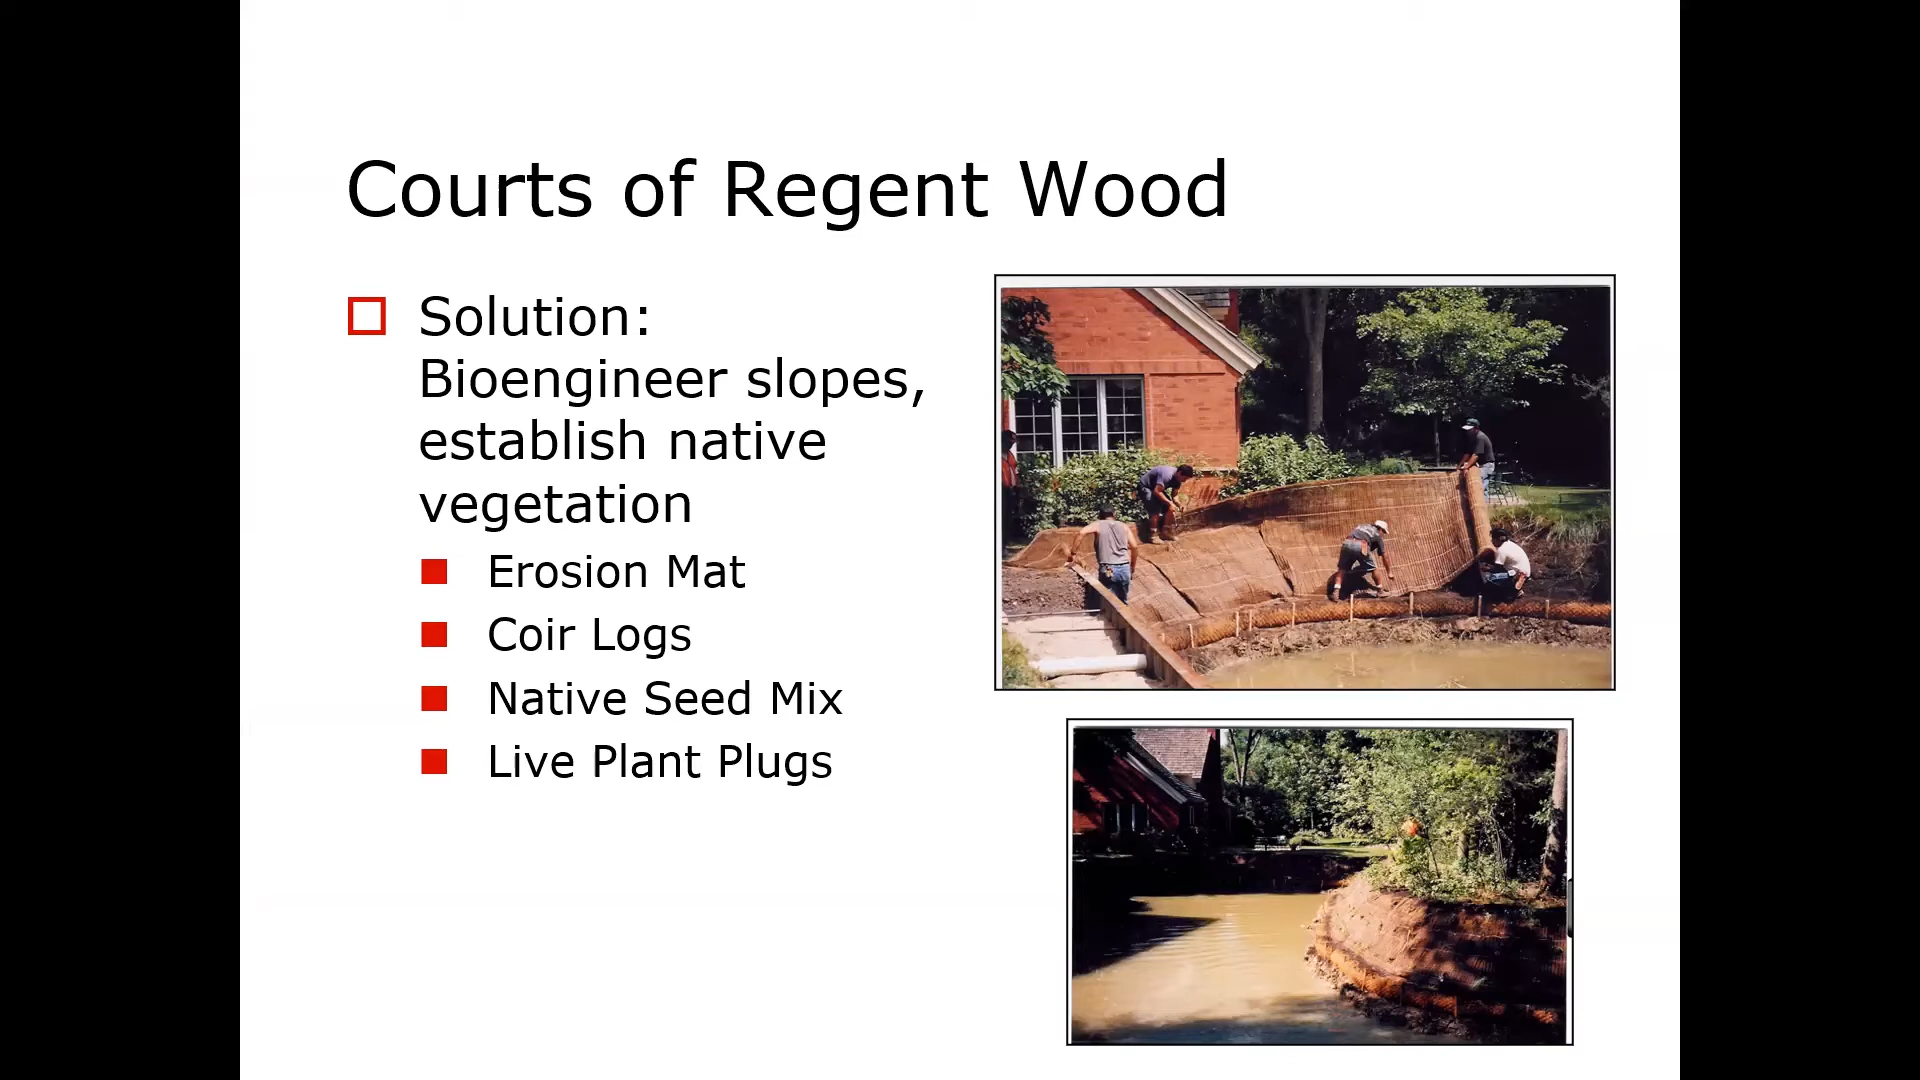 Courts of Regent Wood
Solution:
Bioengineer slopes,
establish native
vegetation
Erosion Mat
Coir Logs
Native Seed Mix
Live Plant Plugs